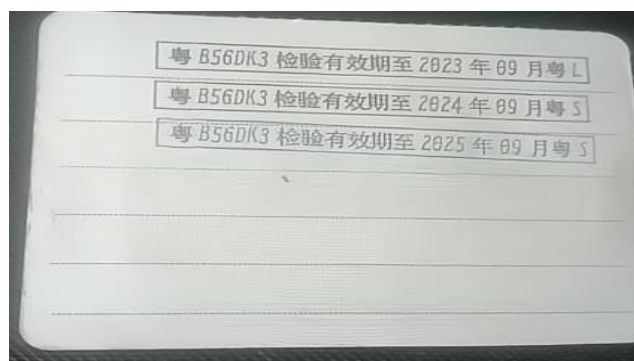 粤 B56DK3 检验有效期至 2023 年 09 月粤 L
粤 B56DK3 检验有效期至 2024 年 09 月粤 S
粤 B56DK3 检验有效期至 2025 年 09 月粤 S